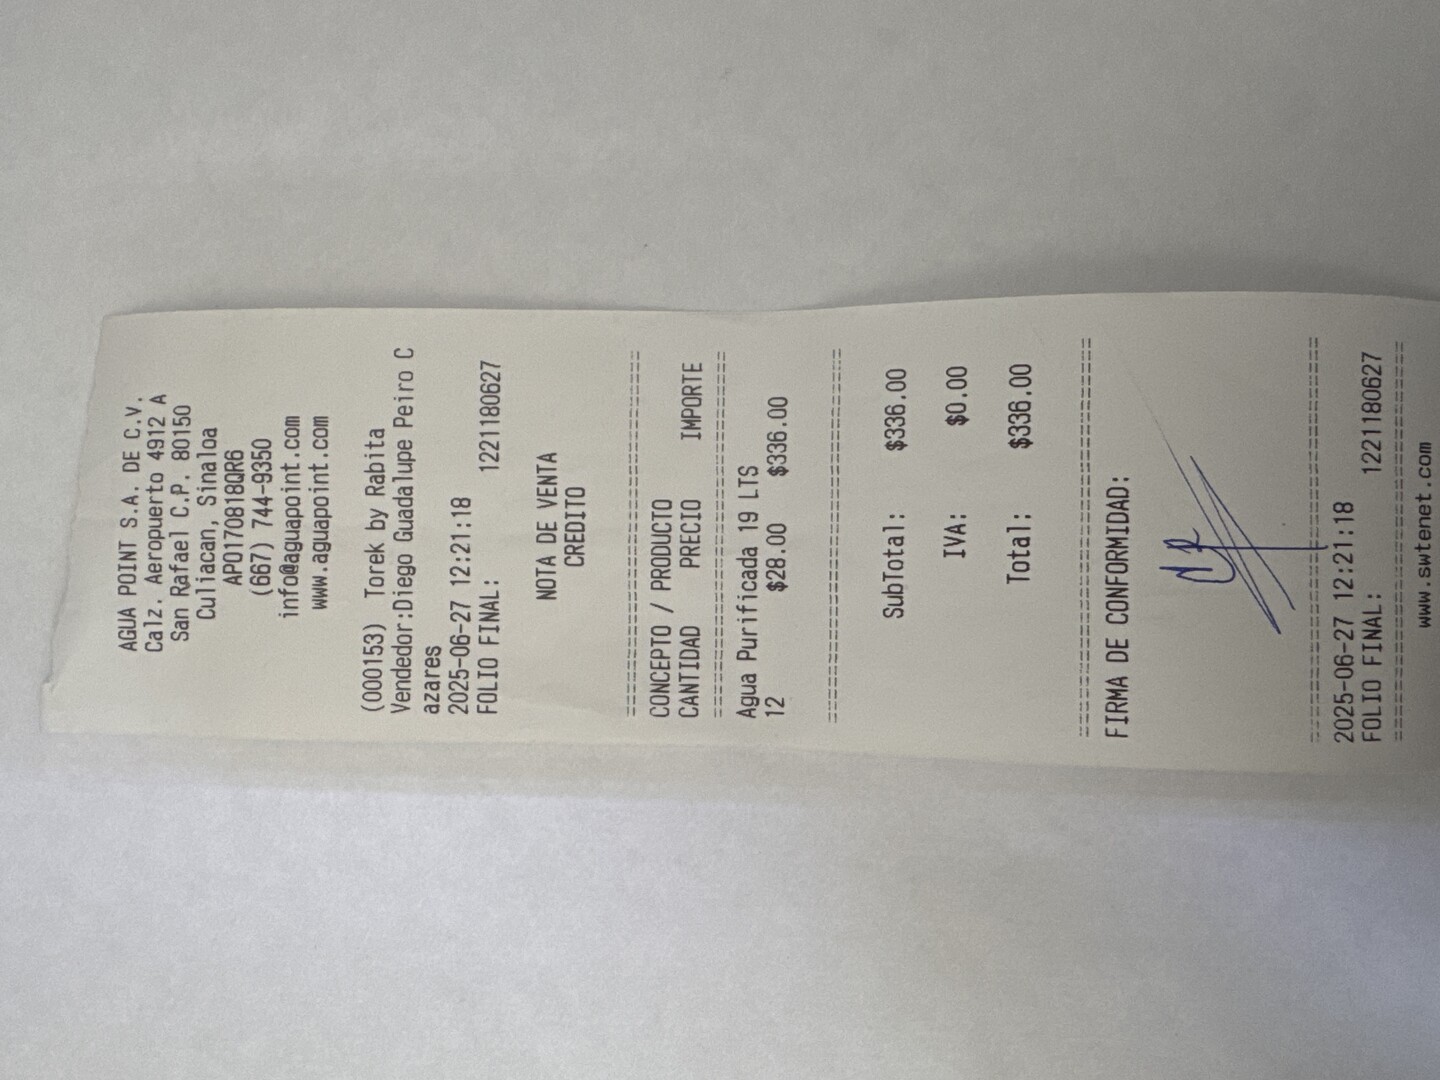 AGUA POINT S.A. DE C.V.
Calz. Aeropuerto 4912 A
San Rafael C.P. 80150
Culiacan, Sinaloa
APO170818QR6
(667) 744-9350
info@aguapoint.com
www.aguapoint.com
(000153) Torek by Rabita
Vendedor:Diego Guadalupe Peiro C
azares
2025-06-27 12:21:18
FOLIO FINAL: 1221180627
NOTA DE VENTA
CREDITO
================================
CONCEPTO / PRODUCTO
CANTIDAD PRECIO IMPORTE
================================
Agua Purificada 19 LTS
12 $28.00 $336.00
================================
SubTotal: $336.00
IVA: $0.00
Total: $336.00
================================
FIRMA DE CONFORMIDAD:
================================
2025-06-27 12:21:18
FOLIO FINAL: 1221180627
================================
www.swtenet.com